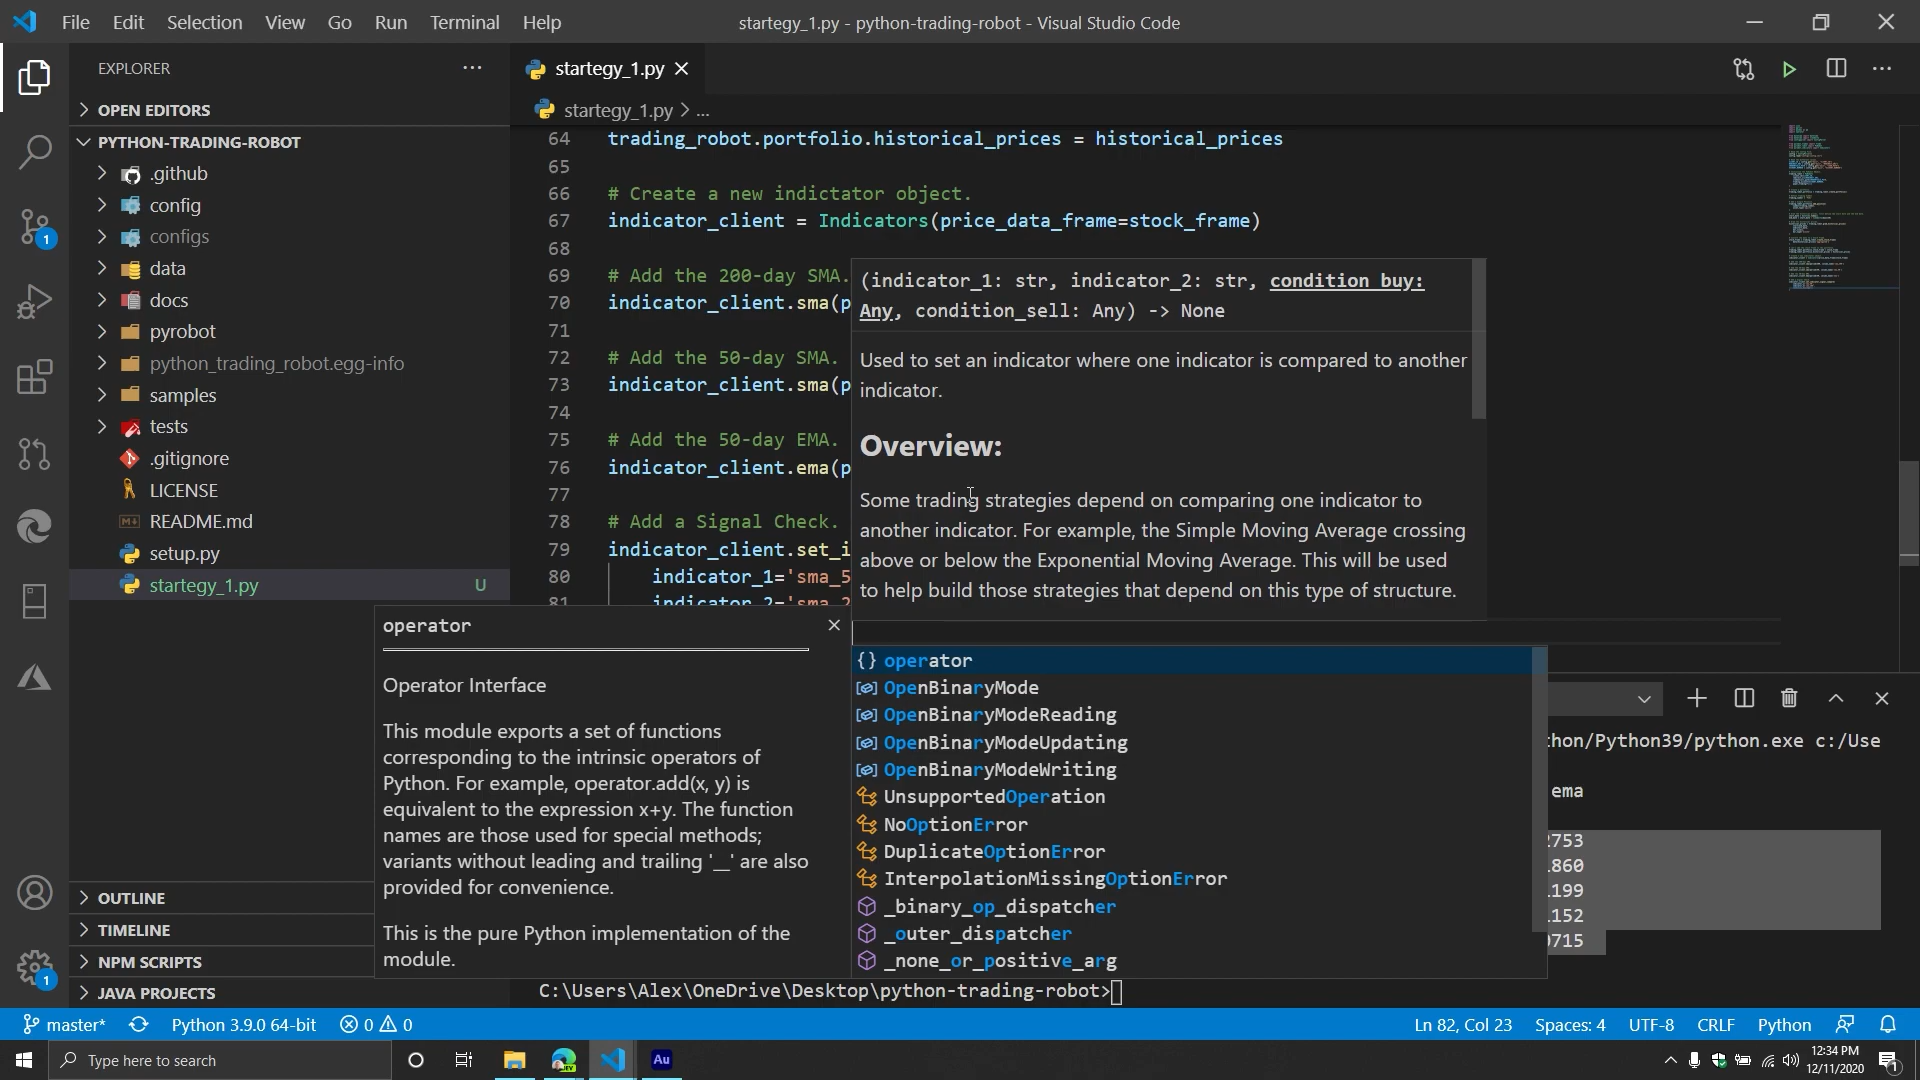 File Edit Selection View Go Run Terminal Help
startegy_1.py - python-trading-robot - Visual Studio Code
EXPLORER
OPEN EDITORS
PYTHON-TRADING-ROBOT
.github
config
configs
data
docs
pyrobot
python_trading_robot.egg-info
samples
tests
.gitignore
LICENSE
README.md
setup.py
startegy_1.py U
OUTLINE
TIMELINE
NPM SCRIPTS
JAVA PROJECTS
1
1
startegy_1.py
startegy_1.py > ...
64 trading_robot.portfolio.historical_prices = historical_prices
65
66 # Create a new indictator object.
67 indicator_client = Indicators(price_data_frame=stock_frame)
68
69 # Add the 200-day SMA.
70 indicator_client.sma(p
71
72 # Add the 50-day SMA.
73 indicator_client.sma(p
74
75 # Add the 50-day EMA.
76 indicator_client.ema(p
77
78 # Add a Signal Check.
79 indicator_client.set_i
80 indicator_1='sma_5
81 indicator_2='sma_2
(indicator_1: str, indicator_2: str, condition_buy:
Any, condition_sell: Any) -> None
Used to set an indicator where one indicator is compared to another
indicator.
Overview:
Some trading strategies depend on comparing one indicator to
another indicator. For example, the Simple Moving Average crossing
above or below the Exponential Moving Average. This will be used
to help build those strategies that depend on this type of structure.
operator
Operator Interface
This module exports a set of functions
corresponding to the intrinsic operators of
Python. For example, operator.add(x, y) is
equivalent to the expression x+y. The function
names are those used for special methods;
variants without leading and trailing '__' are also
provided for convenience.
This is the pure Python implementation of the
module.
{} operator
OpenBinaryMode
OpenBinaryModeReading
OpenBinaryModeUpdating
OpenBinaryModeWriting
UnsupportedOperation
NoOptionError
DuplicateOptionError
InterpolationMissingOptionError
_binary_op_dispatcher
_outer_dispatcher
_none_or_positive_arg
thon/Python39/python.exe c:/Use
ema
2753
.860
.199
.152
0715
C:\Users\Alex\OneDrive\Desktop\python-trading-robot>
master* Python 3.9.0 64-bit 0 0
Ln 82, Col 23 Spaces: 4 UTF-8 CRLF Python
Type here to search
DEV
Au
12:34 PM
12/11/2020
1